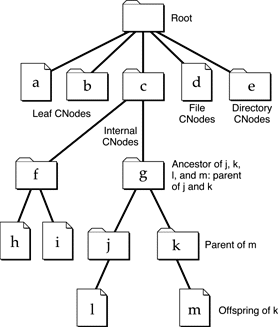 Root
a
b
c
d
e
Leaf CNodes
File
CNodes
Directory
CNodes
Internal
CNodes
f
g
Ancestor of j, k,
l, and m: parent
of j and k
h
i
j
k
Parent of m
l
m
Offspring of k